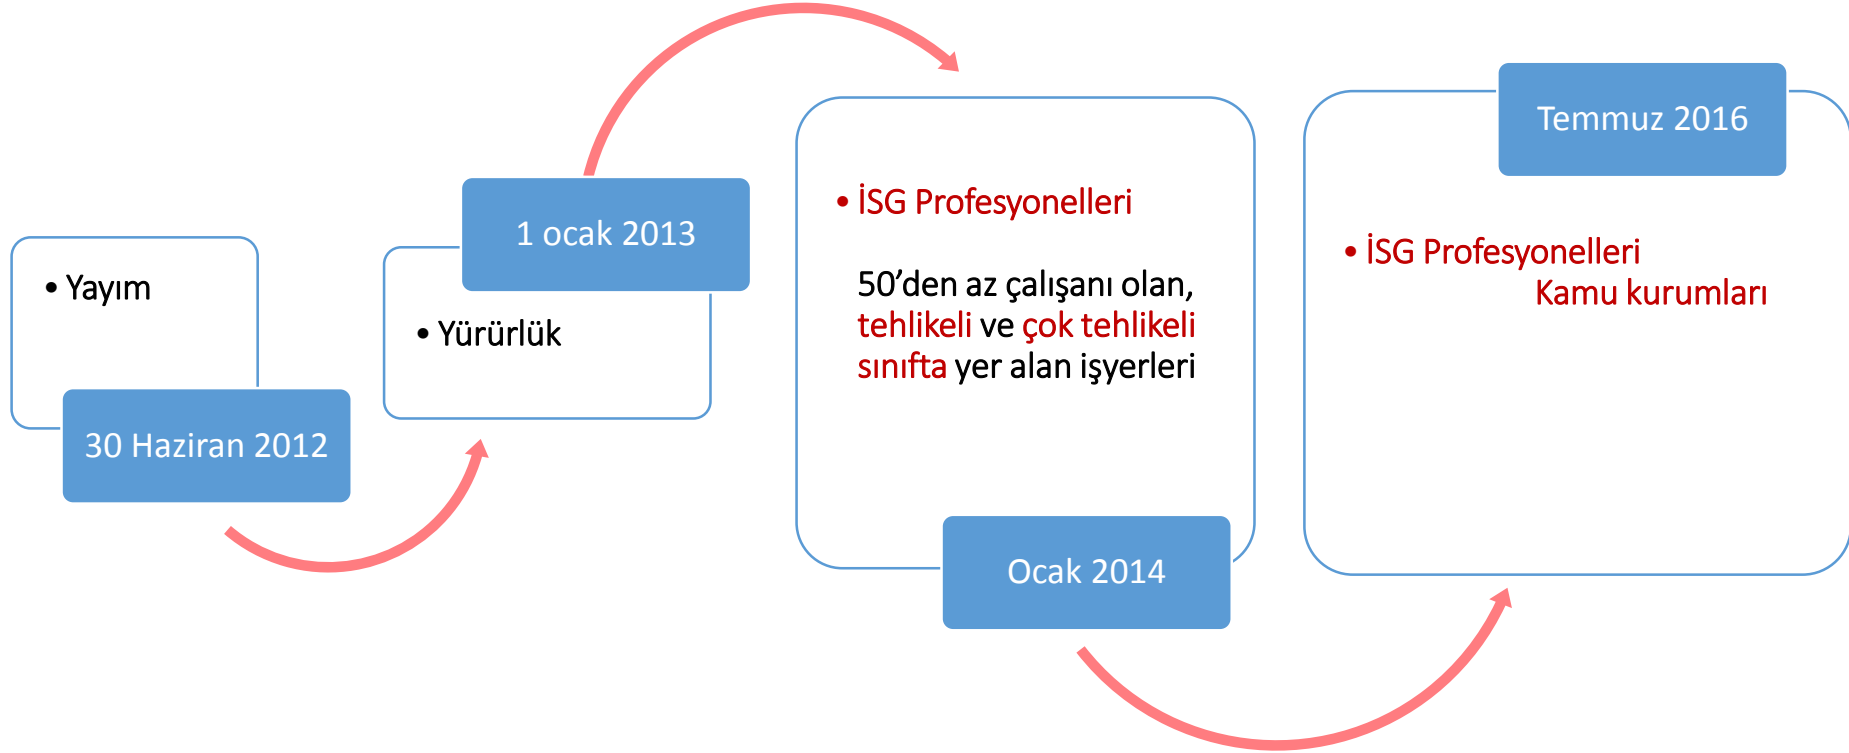 • Yayım
30 Haziran 2012
1 ocak 2013
• Yürürlük
• İSG Profesyonelleri
50’den az çalışanı olan,
tehlikeli ve çok tehlikeli
sınıfta yer alan işyerleri
Ocak 2014
Temmuz 2016
• İSG Profesyonelleri
Kamu kurumları